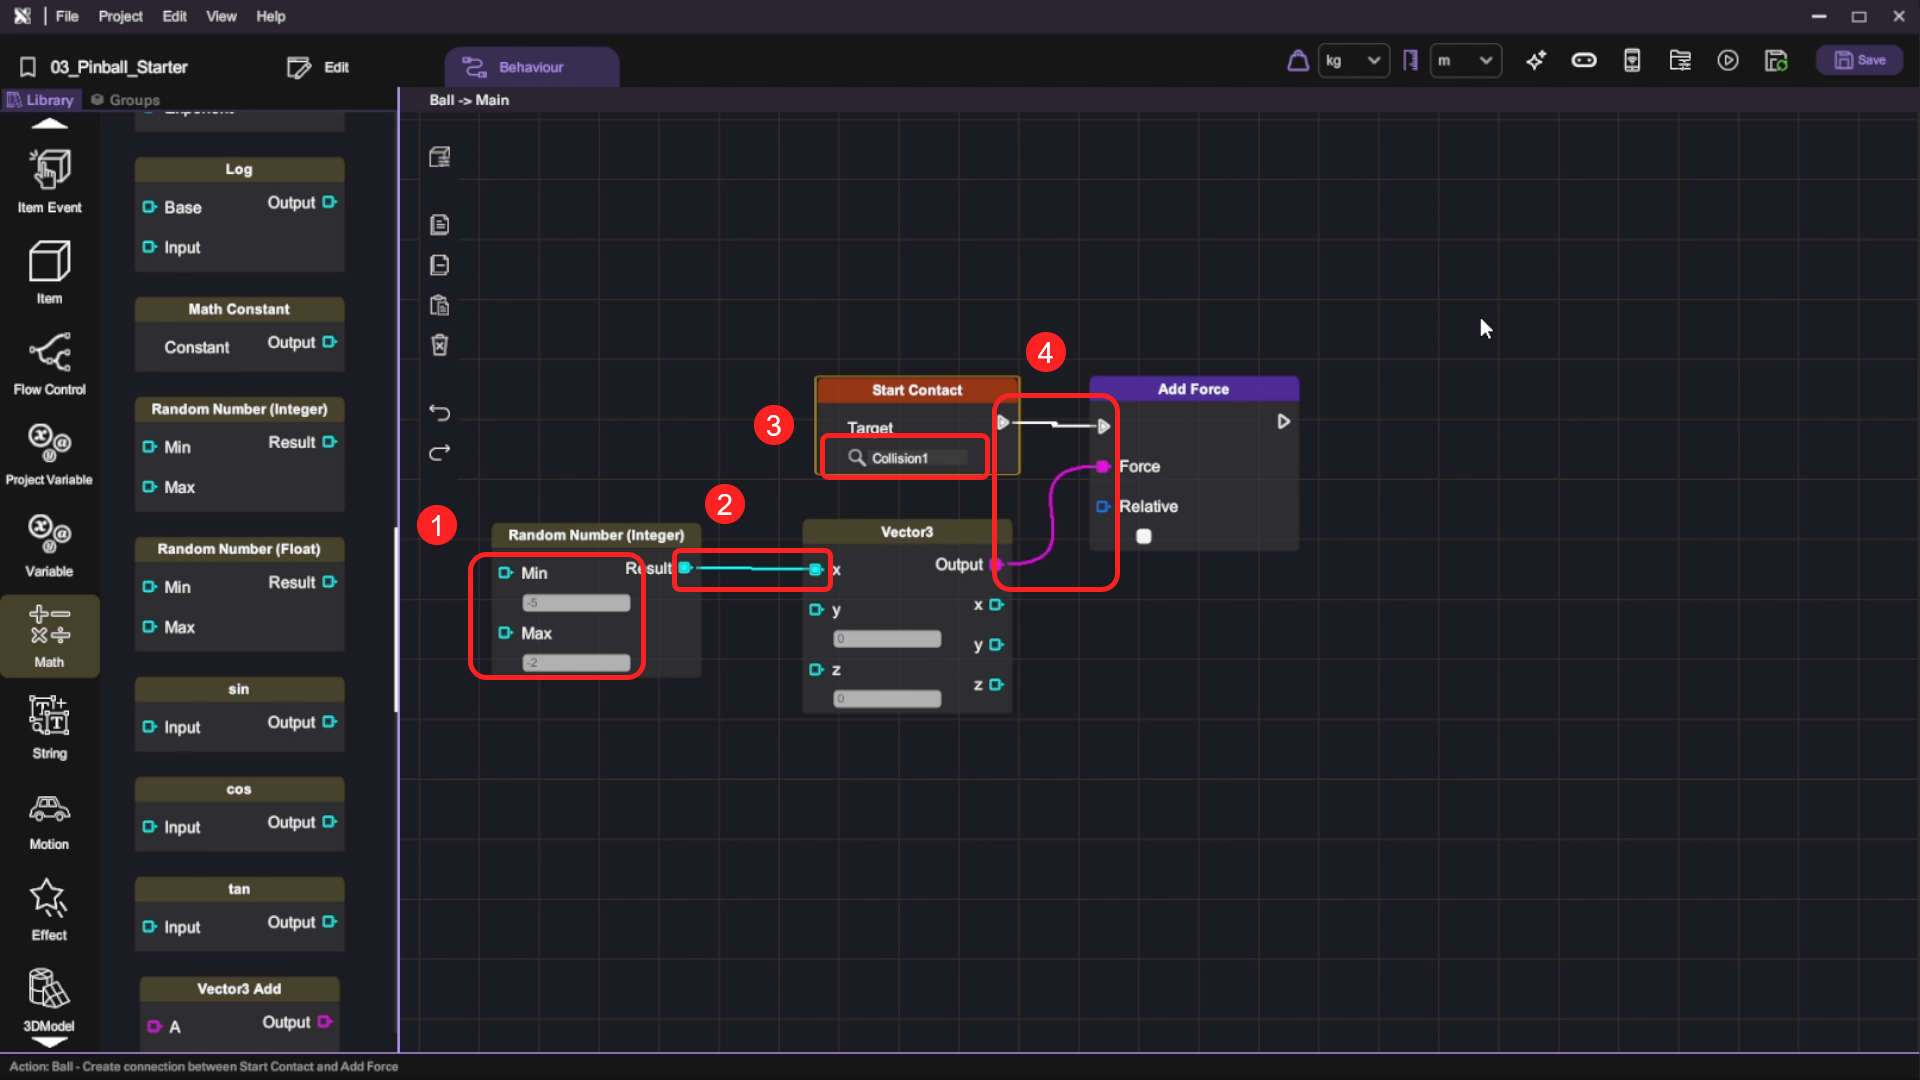 File Project Edit View Help
03_Pinball_Starter
Edit
Behaviour
kg
m
Save
Library
Groups
Ball -> Main
Item Event
Item
Flow Control
Project Variable
Variable
Math
String
Motion
Effect
3DModel
Exponent
Log
Base
Output
Input
Math Constant
Constant
Output
Random Number (Integer)
Min
Result
Max
Random Number (Float)
Min
Result
Max
sin
Input
Output
cos
Input
Output
tan
Input
Output
Vector3 Add
A
Output
4
Start Contact
3
Target
Collision1
Add Force
Force
Relative
1
2
Random Number (Integer)
Min
Result
-5
Max
-2
Vector3
x
Output
y
0
x
z
0
y
z
Action: Ball - Create connection between Start Contact and Add Force